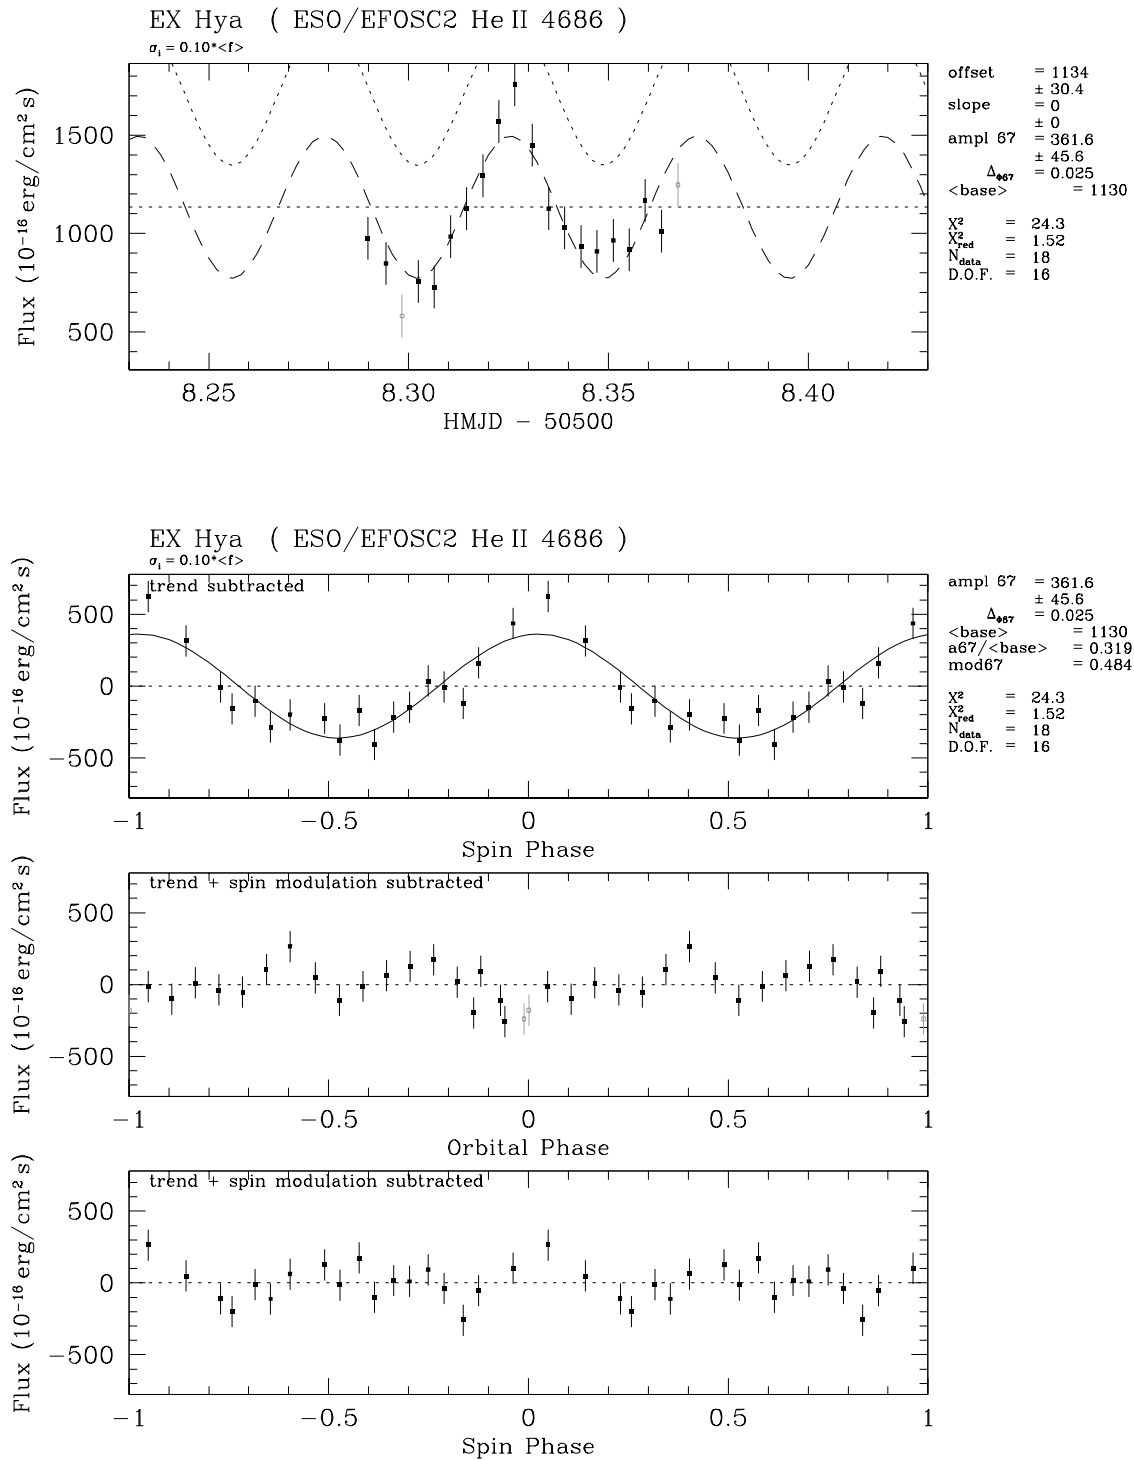 EX Hya ( ESO/EFOSC2 He II 4686 )
σi = 0.10*<f>
Flux (10−16 erg/cm2 s)
1500
1000
500
8.25 8.30 8.35 8.40
HMJD − 50500
offset = 1134
± 30.4
slope = 0
± 0
ampl 67 = 361.6
± 45.6
ΔΦ67 = 0.025
<base> = 1130
X2 = 24.3
X2red = 1.52
Ndata = 18
D.O.F. = 16
EX Hya ( ESO/EFOSC2 He II 4686 )
σi = 0.10*<f>
trend subtracted
Flux (10−16 erg/cm2 s)
500
0
−500
−1 −0.5 0 0.5 1
Spin Phase
ampl 67 = 361.6
± 45.6
ΔΦ67 = 0.025
<base> = 1130
a67/<base> = 0.319
mod67 = 0.484
X2 = 24.3
X2red = 1.52
Ndata = 18
D.O.F. = 16
trend + spin modulation subtracted
Flux (10−16 erg/cm2 s)
500
0
−500
−1 −0.5 0 0.5 1
Orbital Phase
trend + spin modulation subtracted
Flux (10−16 erg/cm2 s)
500
0
−500
−1 −0.5 0 0.5 1
Spin Phase